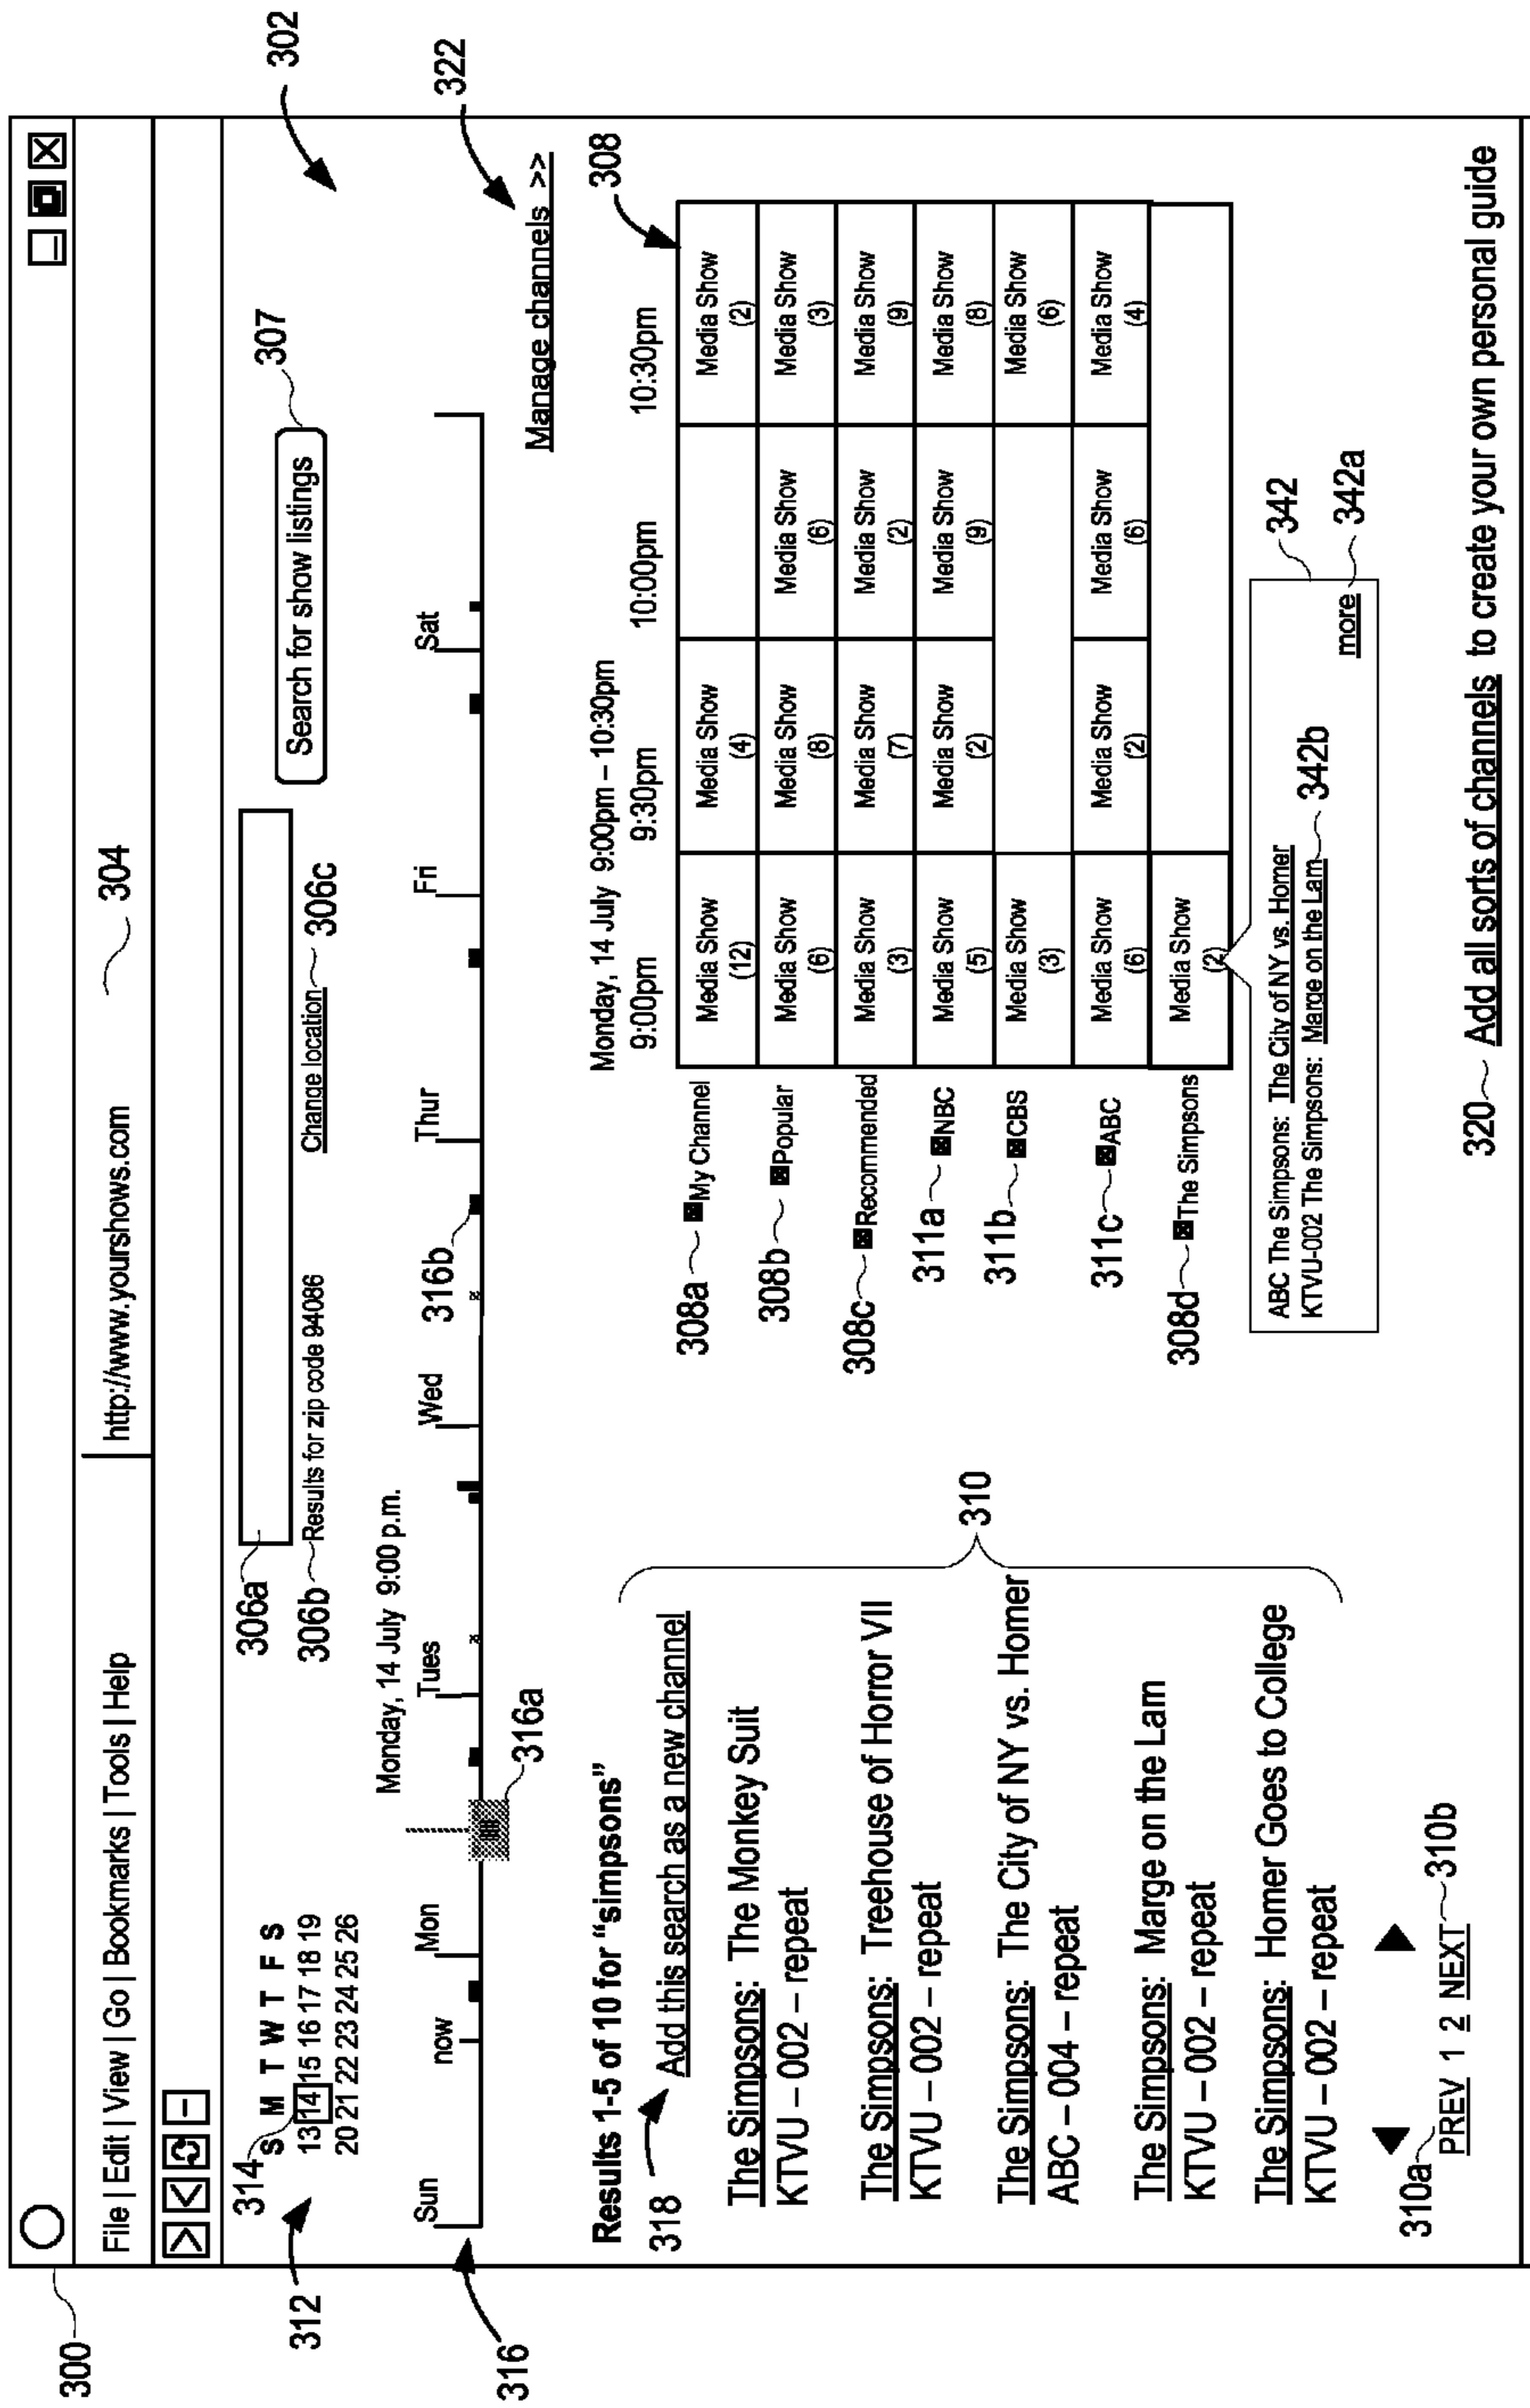 300
File | Edit | View | Go | Bookmarks | Tools | Help
http://www.yourshows.com
304
302
314
312
S M T W T F S
13 14 15 16 17 18 19
20 21 22 23 24 25 26
306a
306b
Results for zip code 94086
Change location
306c
Search for show listings
307
Monday, 14 July 9:00 p.m.
Sun
now
Mon
Tues
Wed
Thur
Fri
Sat
316
316a
316b
Manage channels >>
322
Results 1-5 of 10 for “simpsons”
318
Add this search as a new channel
The Simpsons: The Monkey Suit
KTVU – 002 – repeat
The Simpsons: Treehouse of Horror VII
KTVU – 002 – repeat
The Simpsons: The City of NY vs. Homer
ABC – 004 – repeat
The Simpsons: Marge on the Lam
KTVU – 002 – repeat
The Simpsons: Homer Goes to College
KTVU – 002 – repeat
310
310a
PREV 1 2 NEXT
310b
Monday, 14 July 9:00pm – 10:30pm
9:00pm 9:30pm 10:00pm 10:30pm
308
308a
My Channel
Media Show (12)
Media Show (4)
Media Show (2)
308b
Popular
Media Show (6)
Media Show (8)
Media Show (6)
Media Show (3)
308c
Recommended
Media Show (3)
Media Show (7)
Media Show (2)
Media Show (9)
311a
NBC
Media Show (5)
Media Show (2)
Media Show (9)
Media Show (8)
311b
CBS
Media Show (3)
Media Show (6)
311c
ABC
Media Show (6)
Media Show (2)
Media Show (6)
Media Show (4)
308d
The Simpsons
Media Show (2)
ABC The Simpsons: The City of NY vs. Homer
KTVU-002 The Simpsons: Marge on the Lam
342b
more
342
342a
320
Add all sorts of channels to create your own personal guide